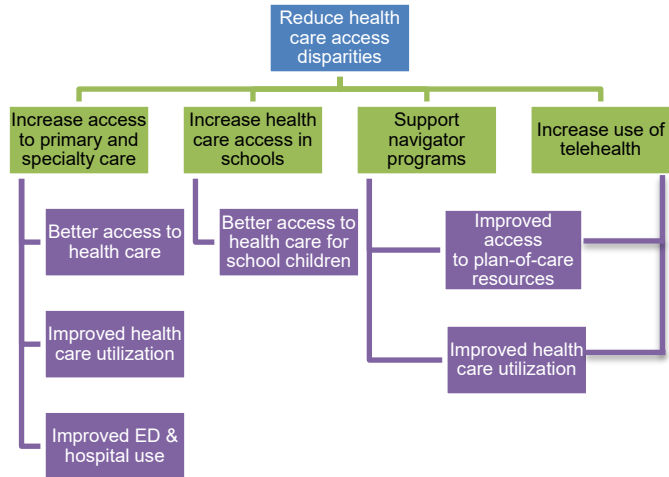 Reduce health
care access
disparities
Increase access
to primary and
specialty care
Increase health
care access in
schools
Support
navigator
programs
Increase use of
telehealth
Better access to
health care
Better access to
health care for
school children
Improved
access
to plan-of-care
resources
Improved health
care utilization
Improved health
care utilization
Improved ED &
hospital use